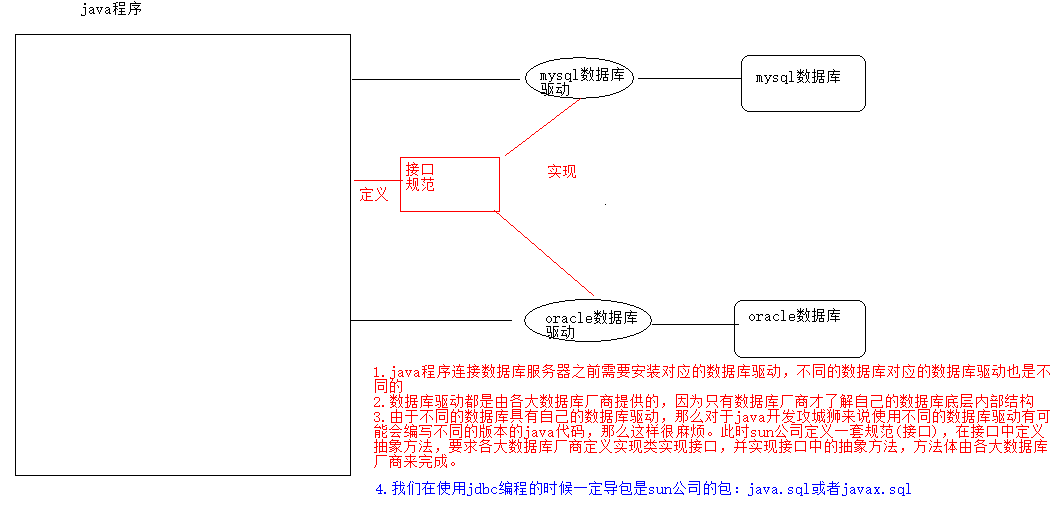 java程序
mysql数据库
驱动
mysql数据库
接口
规范
实现
定义
oracle数据库
驱动
oracle数据库
1.java程序连接数据库服务器之前需要安装对应的数据库驱动，不同的数据库对应的数据库驱动也是不
同的
2.数据库驱动都是由各大数据库厂商提供的，因为只有数据库厂商才了解自己的数据库底层内部结构
3.由于不同的数据库具有自己的数据库驱动，那么对于java开发攻城狮来说使用不同的数据库驱动有可
能会编写不同的版本的java代码，那么这样很麻烦。此时sun公司定义一套规范(接口)，在接口中定义
抽象方法，要求各大数据库厂商定义实现类实现接口，并实现接口中的抽象方法，方法体由各大数据库
厂商来完成。
4.我们在使用jdbc编程的时候一定导包是sun公司的包：java.sql或者javax.sql